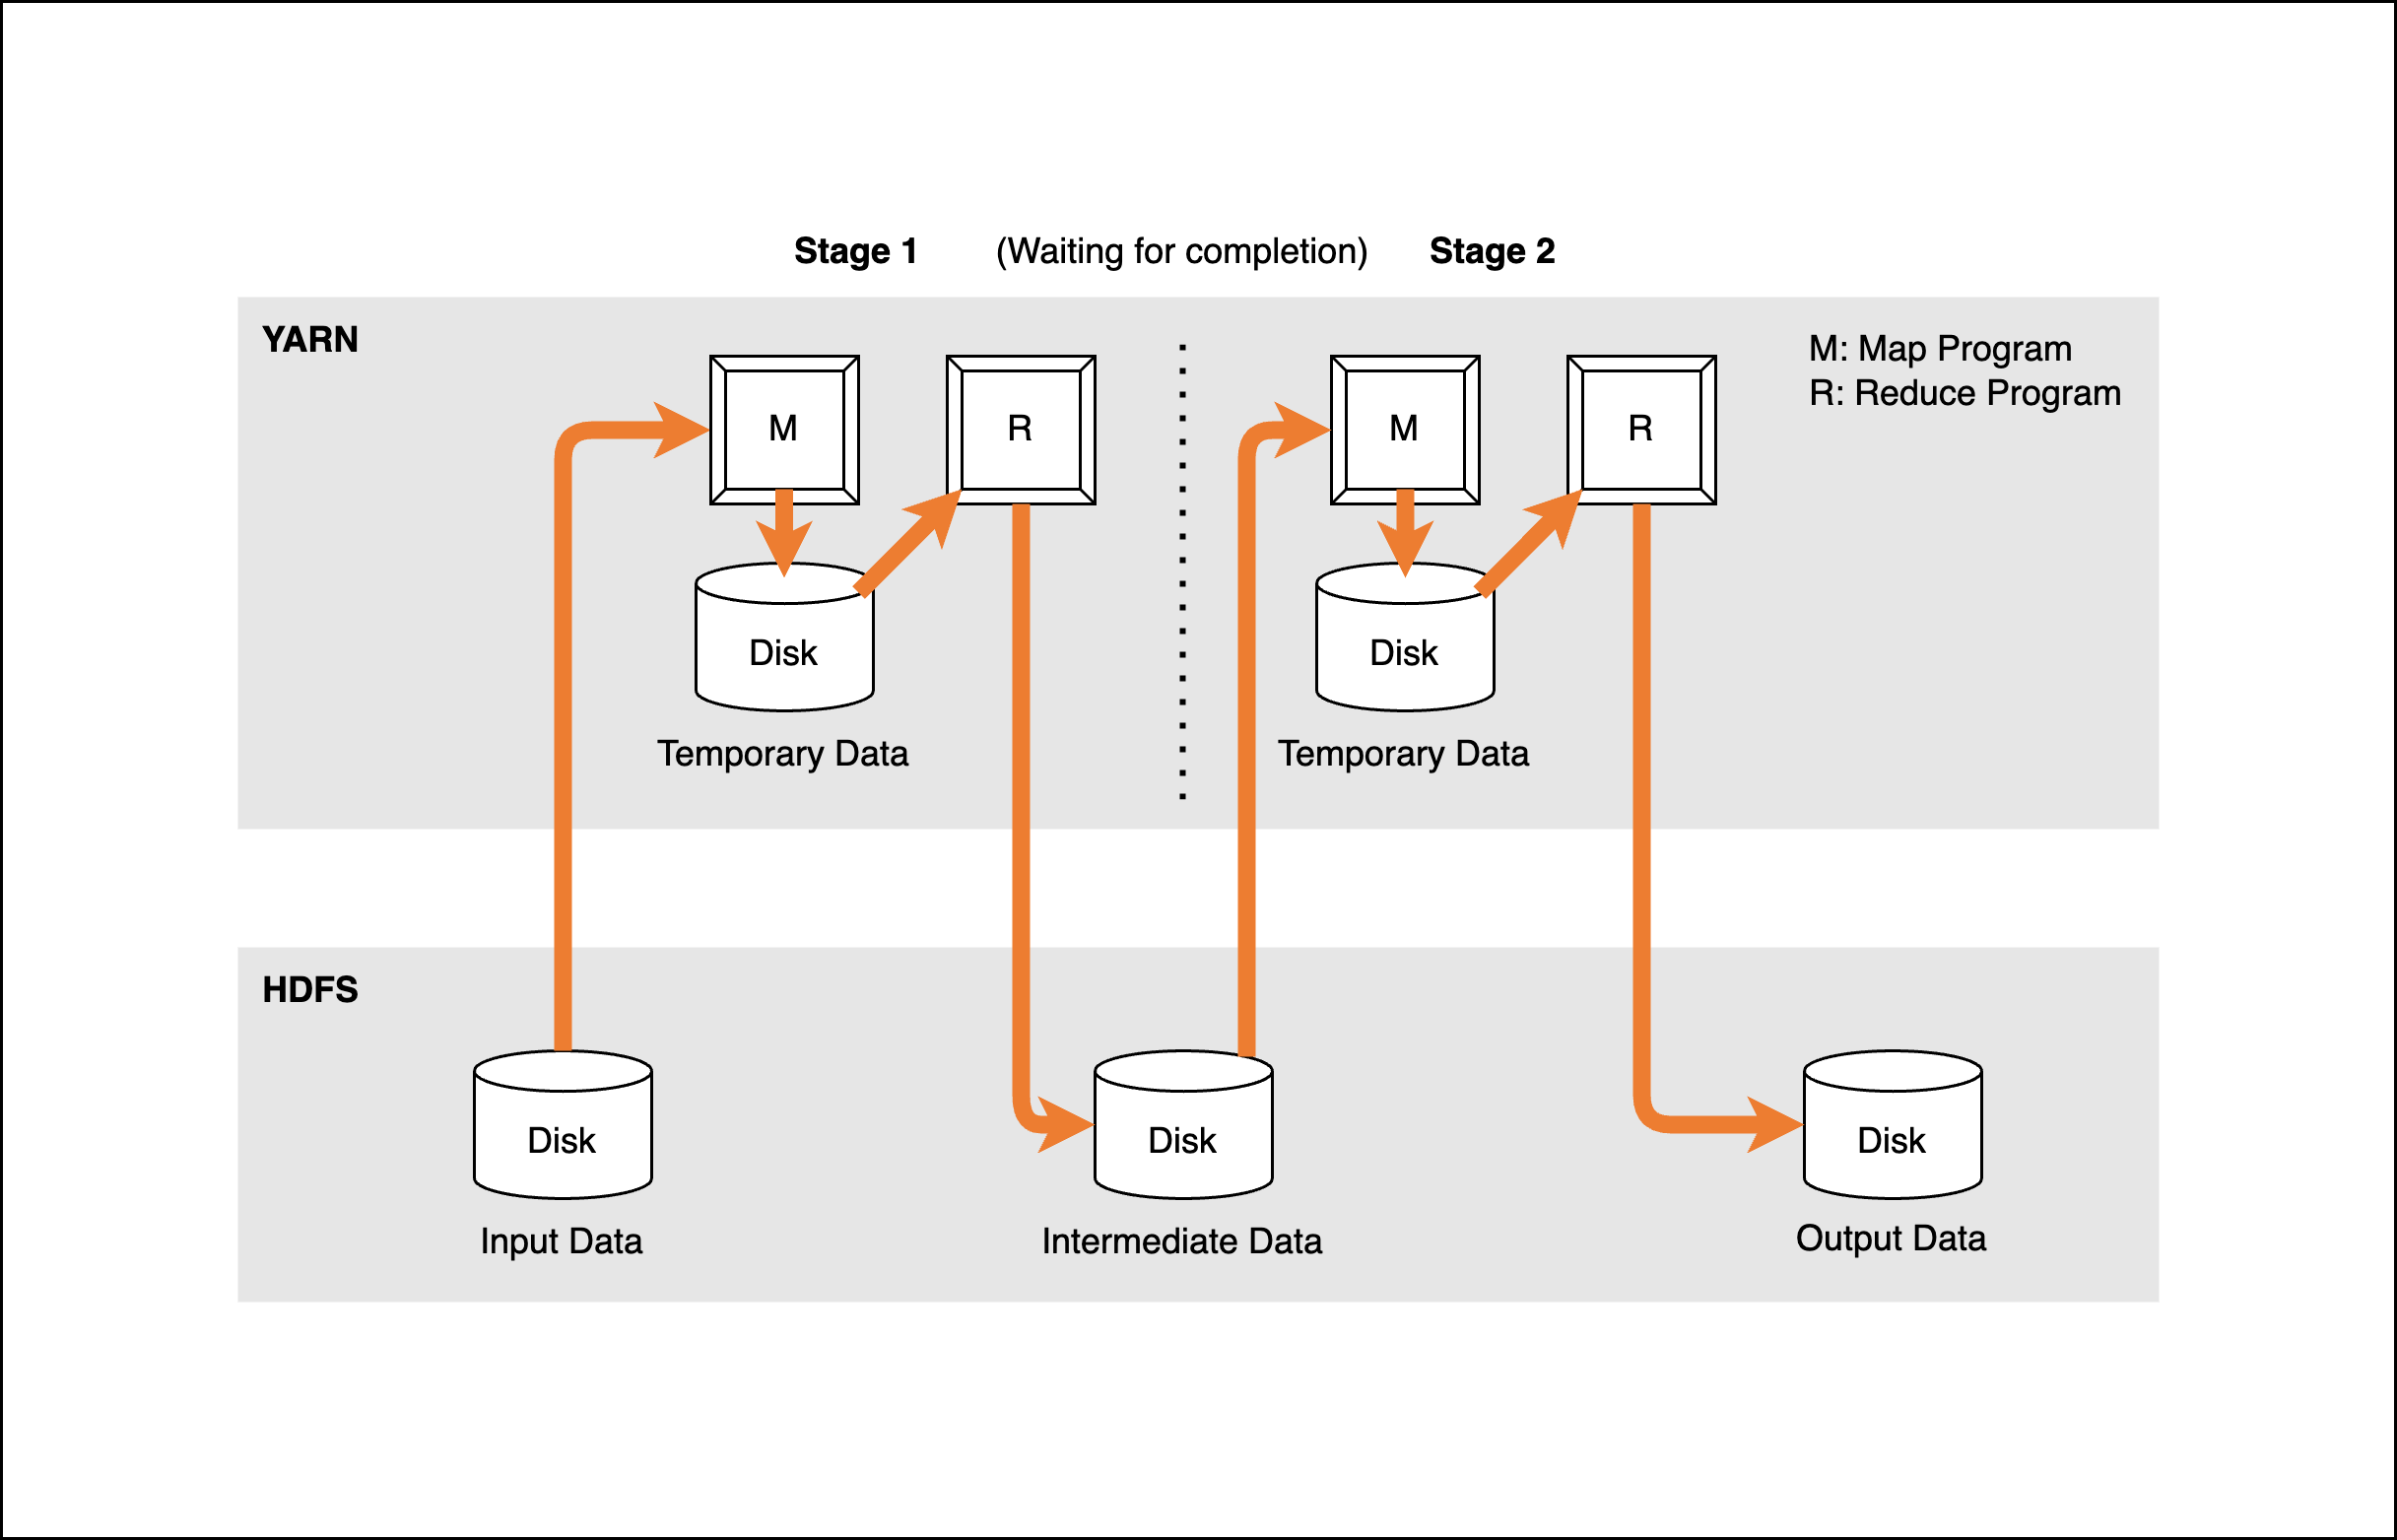 Stage 1 (Waiting for completion) Stage 2
YARN
M: Map Program
R: Reduce Program
M R M R
Disk Disk
Temporary Data Temporary Data
HDFS
Disk Disk Disk
Input Data Intermediate Data Output Data